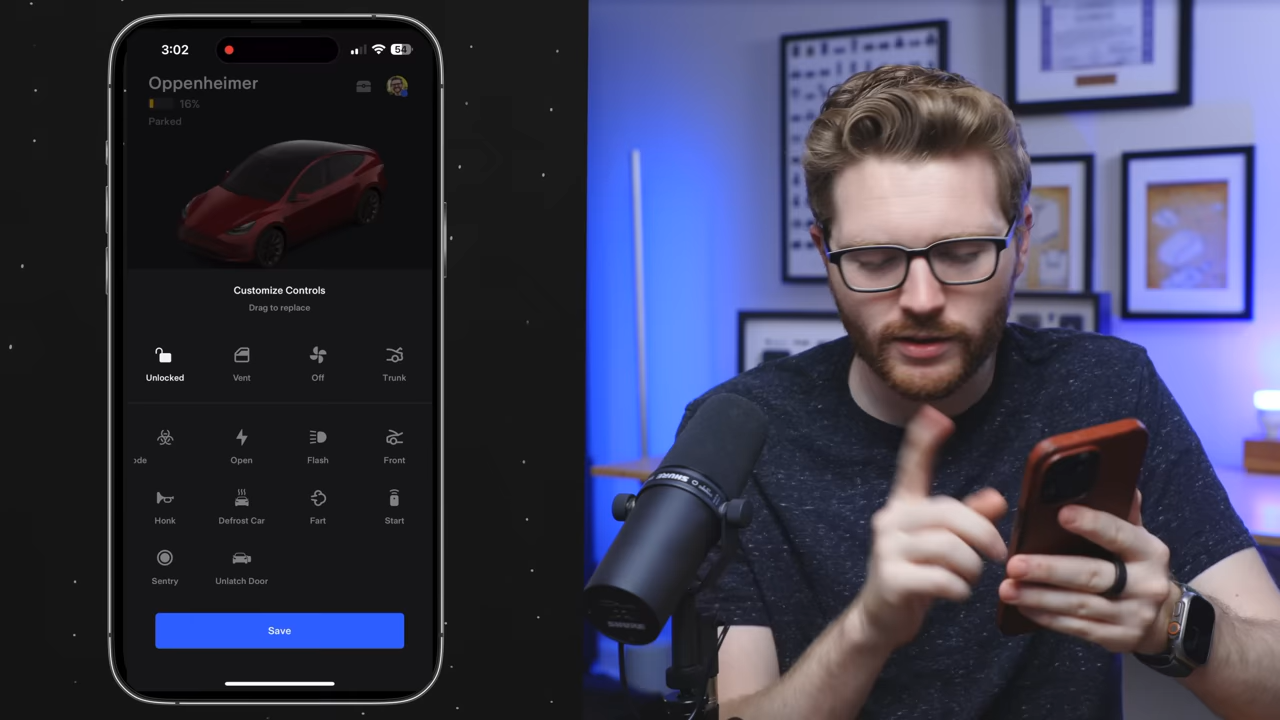 3:02
54
Oppenheimer
16%
Parked
Customize Controls
Drag to replace
Unlocked
Vent
Off
Trunk
ode
Open
Flash
Front
Honk
Defrost Car
Fart
Start
Sentry
Unlatch Door
Save
SHURE
SHURE